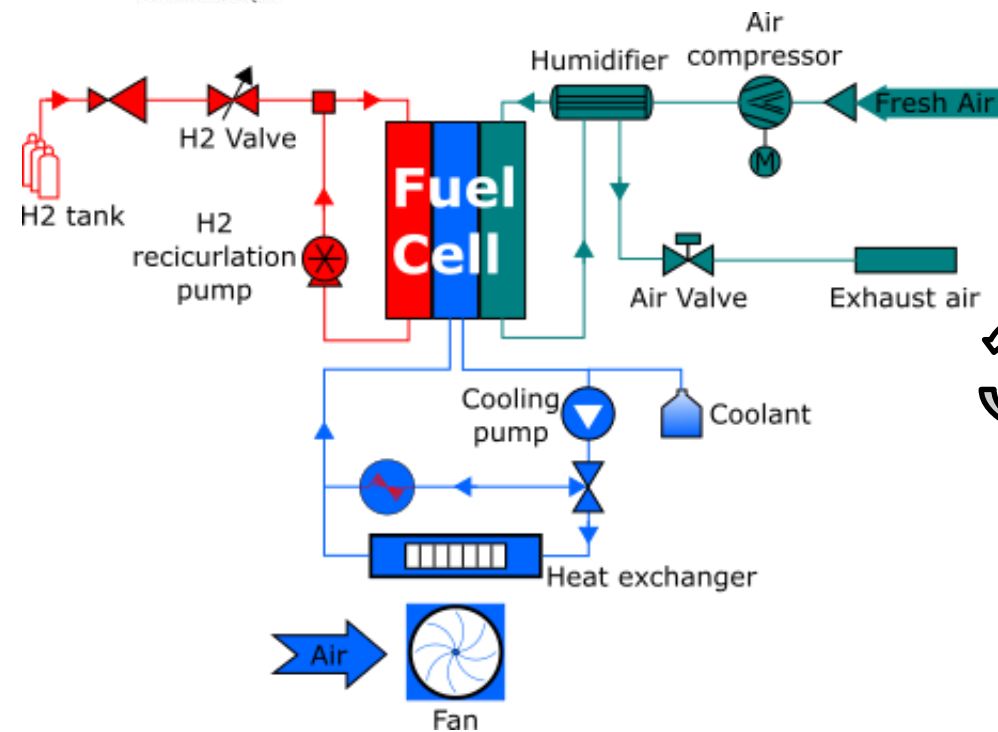 Air
compressor
Humidifier
Fresh Air
H2 Valve
M
Fuel
Cell
H2 tank
H2
recicurlation
pump
Air Valve
Exhaust air
Cooling
pump
Coolant
Heat exchanger
Air
Fan